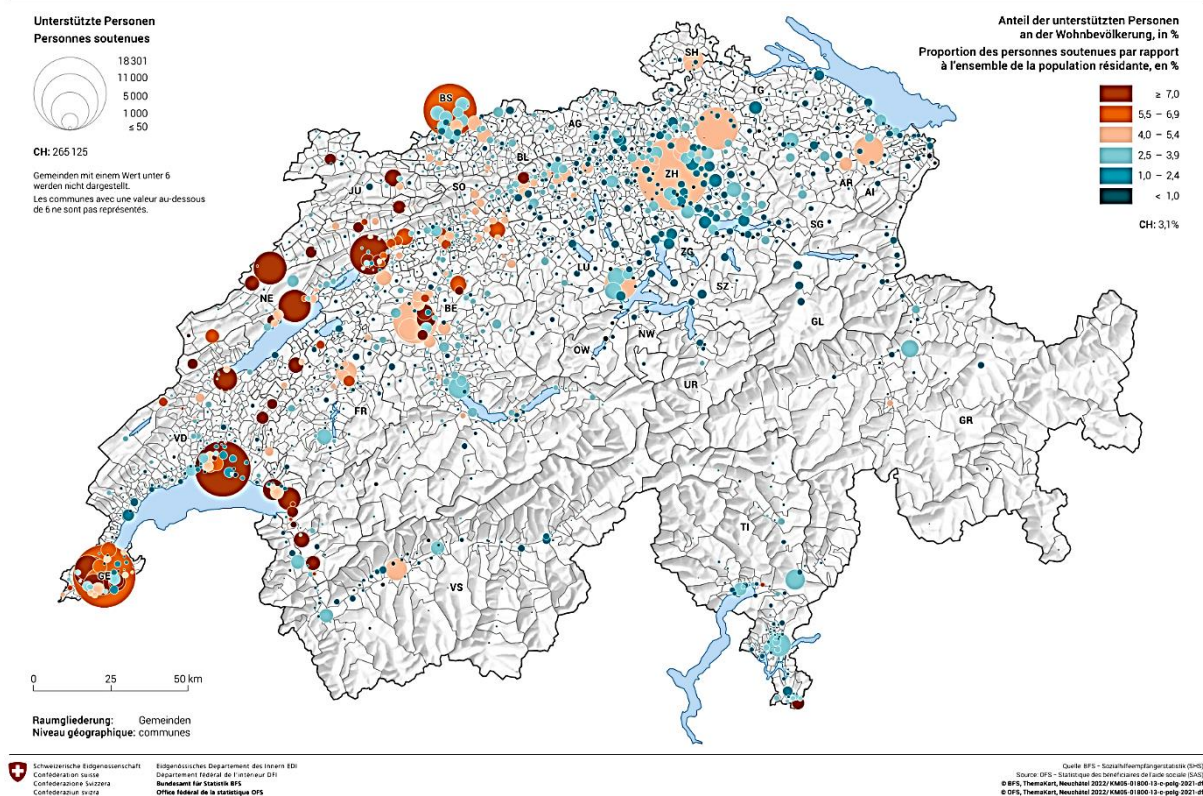 Unterstützte Personen
Personnes soutenues
18 301
11 000
5 000
1 000
≤ 50
CH: 265 125
Gemeinden mit einem Wert unter 6
werden nicht dargestellt.
Les communes avec une valeur au-dessous
de 6 ne sont pas représentés.
Anteil der unterstützten Personen
an der Wohnbevölkerung, in %
Proportion des personnes soutenues par rapport
à l'ensemble de la population résidante, en %
≥ 7,0
5,5 – 6,9
4,0 – 5,4
2,5 – 3,9
1,0 – 2,4
< 1,0
CH: 3,1%
SH
BS
TG
AG
BL
ZH
JU
SO
AR
AI
SG
ZG
LU
NE
BE
SZ
GL
NW
OW
UR
FR
GR
VD
TI
GE
VS
0 25 50 km
Raumgliederung: Gemeinden
Niveau géographique: communes
Schweizerische Eidgenossenschaft
Confédération suisse
Confederazione Svizzera
Confederaziun svizra
Eidgenössisches Departement des Innern EDI
Département fédéral de l'intérieur DFI
Bundesamt für Statistik BFS
Office fédéral de la statistique OFS
Quelle: BFS – Sozialhilfeempfängerstatistik (SHS)
Source: OFS – Statistique des bénéficiaires de l'aide sociale (SAS)
© BFS, ThemaKart, Neuchâtel 2022/
© OFS, ThemaKart, Neuchâtel 2022/